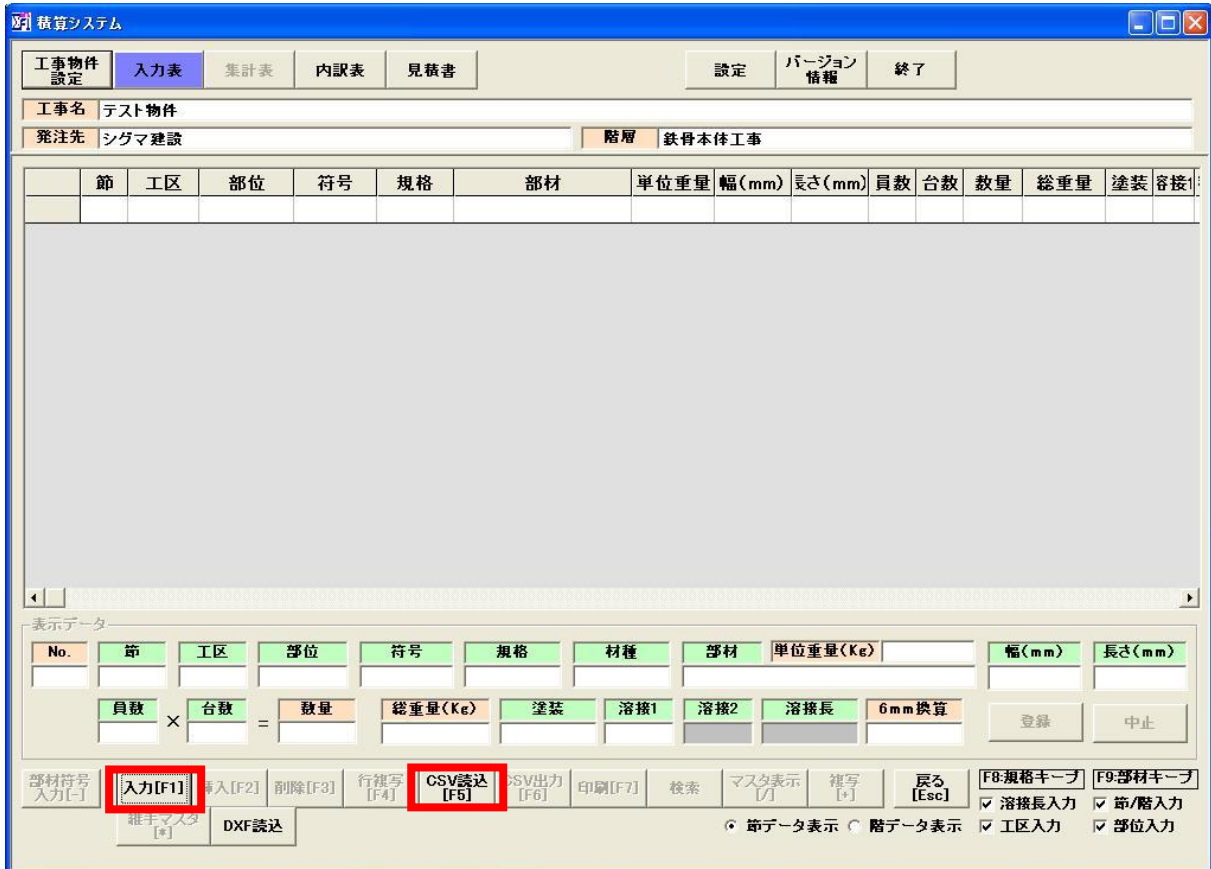 積算システム
工事物件
設定
入力表
集計表
内訳表
見積書
設定
バージョン
情報
終了
工事名 テスト物件
発注先 シグマ建設 階層 鉄骨本体工事
節 工区 部位 符号 規格 部材 単位重量 幅(mm) 長さ(mm) 員数 台数 数量 総重量 塗装 溶接1
表示データ
No. 節 工区 部位 符号 規格 材種 部材 単位重量(Kg) 幅(mm) 長さ(mm)
員数 × 台数 = 数量 総重量(Kg) 塗装 溶接1 溶接2 溶接長 6mm換算 登録 中止
部材符号
入力[-]
入力[F1]
挿入[F2]
削除[F3]
行複写
[F4]
CSV読込
[F5]
CSV出力
[F6]
印刷[F7]
検索
マスタ表示
[/]
複写
[+]
戻る
[Esc]
F8:規格キープ F9:部材キープ
溶接長入力 節/階入力
継手マスタ
[*]
DXF読込
節データ表示 階データ表示 工区入力 部位入力